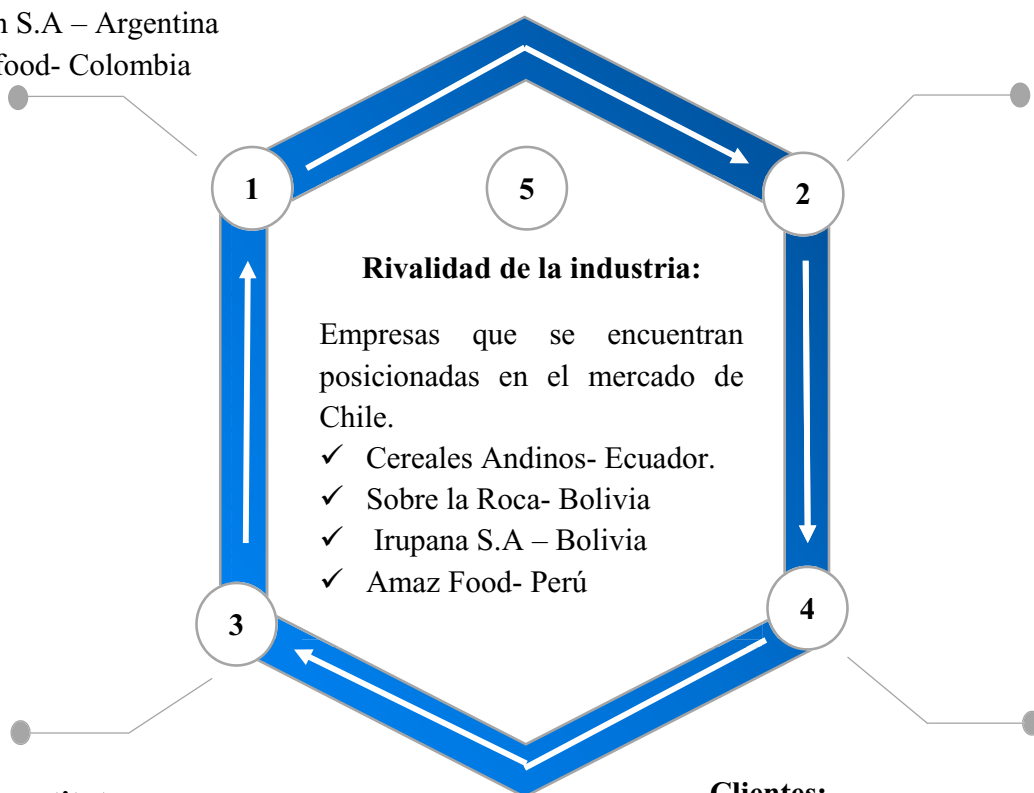 S.A – Argentina
food- Colombia
1
5
2
Rivalidad de la industria:
Empresas que se encuentran
posicionadas en el mercado de
Chile.
✓ Cereales Andinos- Ecuador.
✓ Sobre la Roca- Bolivia
✓ Irupana S.A – Bolivia
✓ Amaz Food- Perú
3
4
Clientes: